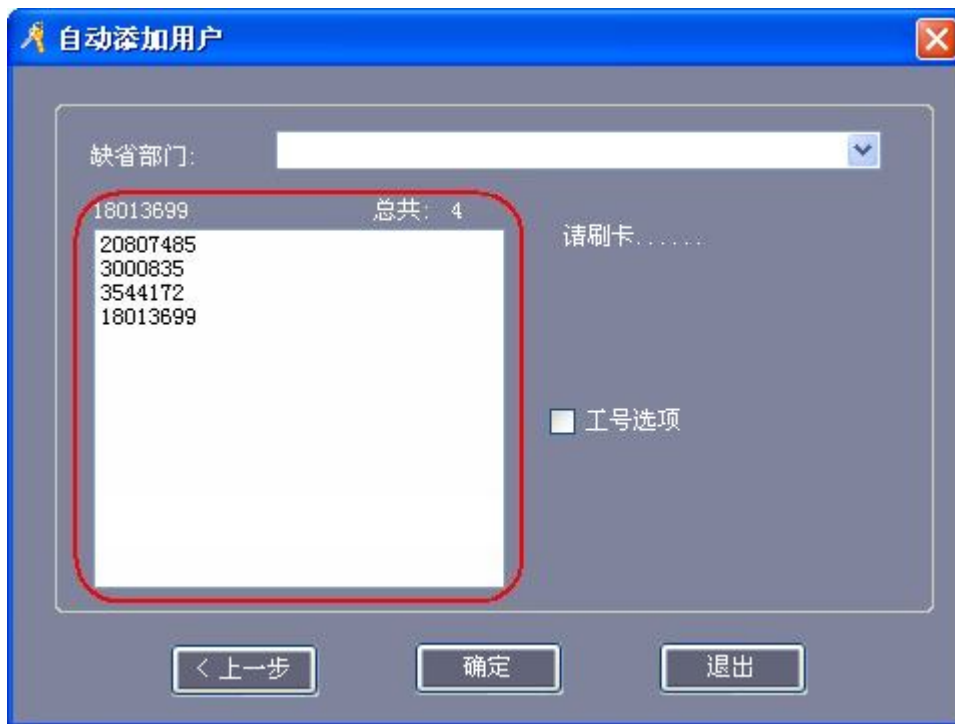 自动添加用户
缺省部门:
18013699 总共: 4
20807485
3000835
3544172
18013699
请刷卡......
工号选项
<上一步 确定 退出